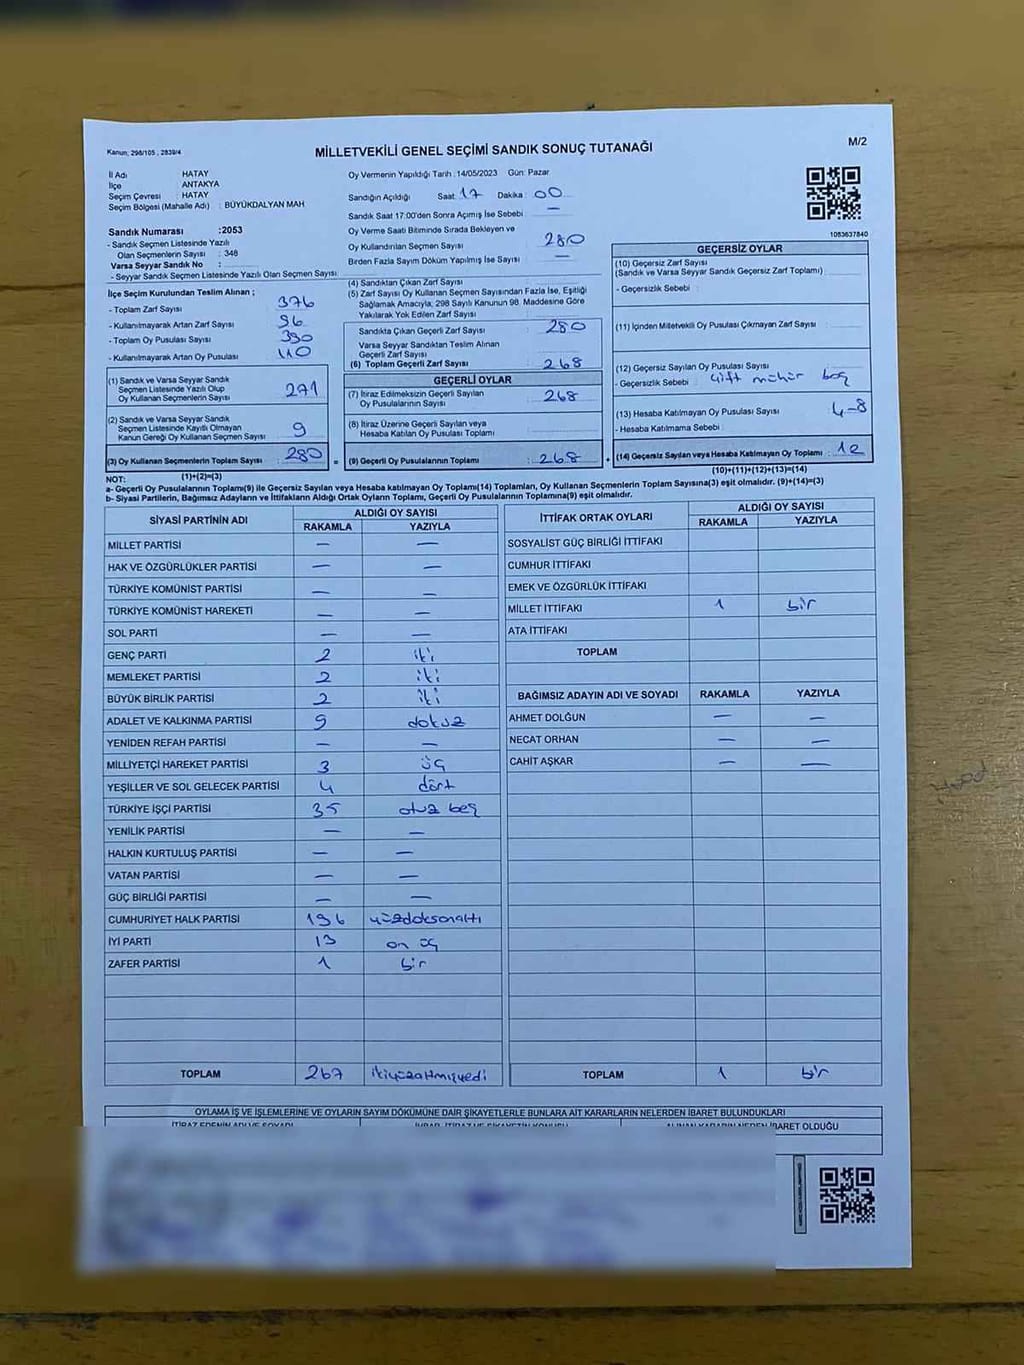 Kanun; 298/105 , 2839/4
MİLLETVEKİLİ GENEL SEÇİMİ SANDIK SONUÇ TUTANAĞI
M/2
İl Adı HATAY
İlçe ANTAKYA
Seçim Çevresi : HATAY
Seçim Bölgesi (Mahalle Adı) : BÜYÜKDALYAN MAH
Sandık Numarası :2053
- Sandık Seçmen Listesinde Yazılı
Olan Seçmenlerin Sayısı : 346
Varsa Seyyar Sandık No :
- Seyyar Sandık Seçmen Listesinde Yazılı Olan Seçmen Sayısı
İlçe Seçim Kurulundan Teslim Alınan ;
- Toplam Zarf Sayısı 376
- Kullanılmayarak Artan Zarf Sayısı 96
- Toplam Oy Pusulası Sayısı 390
- Kullanılmayarak Artan Oy Pusulası 110
(1) Sandık ve Varsa Seyyar Sandık
Seçmen Listesinde Yazılı Olup
Oy Kullanan Seçmenlerin Sayısı 271
(2) Sandık ve Varsa Seyyar Sandık
Seçmen Listesinde Kayıtlı Olmayan
Kanun Gereği Oy Kullanan Seçmen Sayısı 9
(3) Oy Kullanan Seçmenlerin Toplam Sayısı : 280
(1)+(2)=(3)
Oy Vermenin Yapıldığı Tarih : 14/05/2023 Gün: Pazar
Sandığın Açıldığı Saat: 17 Dakika : 00
Sandık Saat 17:00'den Sonra Açımış İse Sebebi : —
Oy Verme Saati Bitiminde Sırada Bekleyen ve
Oy Kullandırılan Seçmen Sayısı : 280
Birden Fazla Sayım Döküm Yapılmış İse Sayısı : —
(4) Sandıktan Çıkan Zarf Sayısı
(5) Zarf Sayısı Oy Kullanan Seçmen Sayısından Fazla İse, Eşitliği
Sağlamak Amacıyla; 298 Sayılı Kanunun 98. Maddesine Göre
Yakılarak Yok Edilen Zarf Sayısı
Sandıkta Çıkan Geçerli Zarf Sayısı : 280
Varsa Seyyar Sandıktan Teslim Alınan
Geçerli Zarf Sayısı
(6) Toplam Geçerli Zarf Sayısı : 268
GEÇERLİ OYLAR
(7) İtiraz Edilmeksizin Geçerli Sayılan
Oy Pusulalarının Sayısı : 268
(8) İtiraz Üzerine Geçerli Sayılan veya
Hesaba Katılan Oy Pusulası Toplamı
= (9) Geçerli Oy Pusulalarının Toplamı : 268
1083637840
GEÇERSİZ OYLAR
(10) Geçersiz Zarf Sayısı
(Sandık ve Varsa Seyyar Sandık Geçersiz Zarf Toplamı)
- Geçersizlik Sebebi :
(11) İçinden Milletvekili Oy Pusulası Çıkmayan Zarf Sayısı :
(12) Geçersiz Sayılan Oy Pusulası Sayısı
- Geçersizlik Sebebi : Çift mühür boş
(13) Hesaba Katılmayan Oy Pusulası Sayısı : 4-8
- Hesaba Katılmama Sebebi :
+ (14) Geçersiz Sayılan veya Hesaba Katılmayan Oy Toplamı : 12
(10)+(11)+(12)+(13)=(14)
NOT:
a- Geçerli Oy Pusulalarının Toplamı(9) ile Geçersiz Sayılan veya Hesaba Katılmayan Oy Toplamı(14) Toplamları, Oy Kullanan Seçmenlerin Toplam Sayısına(3) eşit olmalıdır. (9)+(14)=(3)
b- Siyasi Partilerin, Bağımsız Adayların ve İttifakların Aldığı Ortak Oyların Toplamı, Geçerli Oy Pusulalarının Toplamına(9) eşit olmalıdır.
SİYASİ PARTİNİN ADI ALDIĞI OY SAYISI
RAKAMLA YAZIYLA
MİLLET PARTİSİ — —
HAK VE ÖZGÜRLÜKLER PARTİSİ — —
TÜRKİYE KOMÜNİST PARTİSİ — —
TÜRKİYE KOMÜNİST HAREKETİ — —
SOL PARTİ — —
GENÇ PARTİ 2 iki
MEMLEKET PARTİSİ 2 iki
BÜYÜK BİRLİK PARTİSİ 2 iki
ADALET VE KALKINMA PARTİSİ 9 dokuz
YENİDEN REFAH PARTİSİ — —
MİLLİYETÇİ HAREKET PARTİSİ 3 üç
YEŞİLLER VE SOL GELECEK PARTİSİ 4 dört
TÜRKİYE İŞÇİ PARTİSİ 35 otuz beş
YENİLİK PARTİSİ — —
HALKIN KURTULUŞ PARTİSİ — —
VATAN PARTİSİ — —
GÜÇ BİRLİĞİ PARTİSİ — —
CUMHURİYET HALK PARTİSİ 196 yüzdoksanaltı
İYİ PARTİ 13 on üç
ZAFER PARTİSİ 1 bir
TOPLAM 267 ikiyüzaltmışyedi
İTTİFAK ORTAK OYLARI ALDIĞI OY SAYISI
RAKAMLA YAZIYLA
SOSYALİST GÜÇ BİRLİĞİ İTTİFAKI
CUMHUR İTTİFAKI
EMEK VE ÖZGÜRLÜK İTTİFAKI
MİLLET İTTİFAKI 1 bir
ATA İTTİFAKI
TOPLAM
BAĞIMSIZ ADAYIN ADI VE SOYADI RAKAMLA YAZIYLA
AHMET DOLĞUN — —
NECAT ORHAN — —
CAHİT AŞKAR — —
TOPLAM 1 bir
OYLAMA İŞ VE İŞLEMLERİNE VE OYLARIN SAYIM DÖKÜMÜNE DAİR ŞİKAYETLERLE BUNLARA AİT KARARLARIN NELERDEN İBARET BULUNDUKLARI
İTİRAZ EDENİN ADI VE SOYADI İHBAR, İTİRAZ VE ŞİKAYETİN KONUSU ALINAN KARARIN NEDEN İBARET OLDUĞU